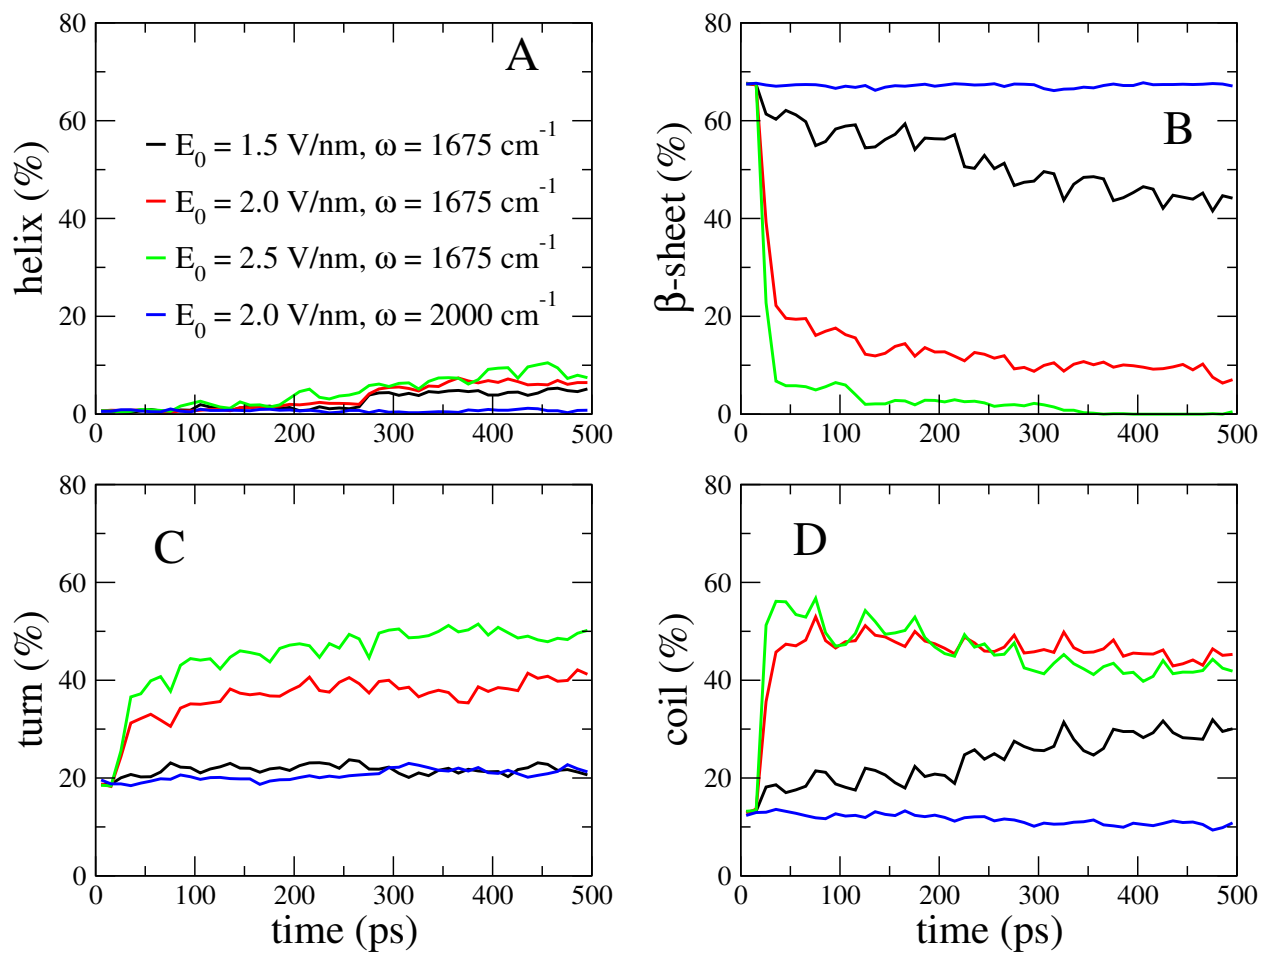 80
60
40
20
0
helix (%)
A
E₀ = 1.5 V/nm, ω = 1675 cm⁻¹
E₀ = 2.0 V/nm, ω = 1675 cm⁻¹
E₀ = 2.5 V/nm, ω = 1675 cm⁻¹
E₀ = 2.0 V/nm, ω = 2000 cm⁻¹
0 100 200 300 400 500
80
60
40
20
0
β-sheet (%)
B
0 100 200 300 400 500
80
60
40
20
0
turn (%)
C
0 100 200 300 400 500
time (ps)
80
60
40
20
0
coil (%)
D
0 100 200 300 400 500
time (ps)